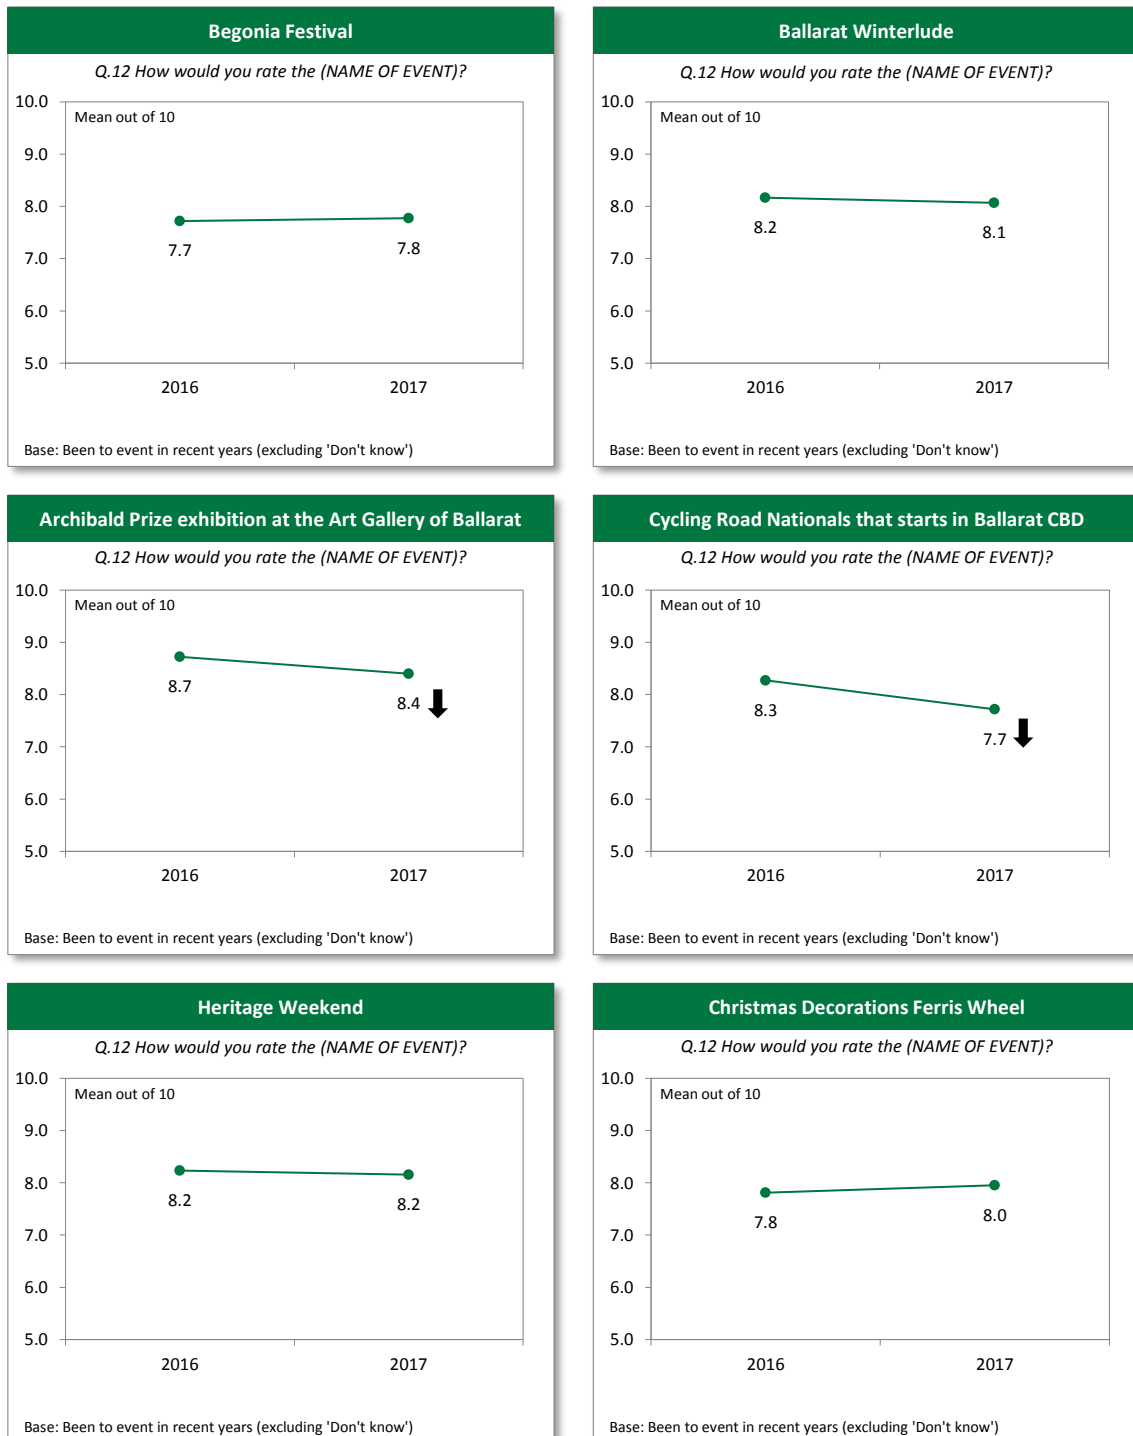 Begonia Festival
Q.12 How would you rate the (NAME OF EVENT)?
10.0
Mean out of 10
9.0
8.0
7.7
7.8
7.0
6.0
5.0
2016
2017
Base: Been to event in recent years (excluding 'Don't know')
Ballarat Winterlude
Q.12 How would you rate the (NAME OF EVENT)?
10.0
Mean out of 10
9.0
8.0
8.2
8.1
7.0
6.0
5.0
2016
2017
Base: Been to event in recent years (excluding 'Don't know')
Archibald Prize exhibition at the Art Gallery of Ballarat
Q.12 How would you rate the (NAME OF EVENT)?
10.0
Mean out of 10
9.0
8.7
8.0
8.4
7.0
6.0
5.0
2016
2017
Base: Been to event in recent years (excluding 'Don't know')
Cycling Road Nationals that starts in Ballarat CBD
Q.12 How would you rate the (NAME OF EVENT)?
10.0
Mean out of 10
9.0
8.0
8.3
7.7
7.0
6.0
5.0
2016
2017
Base: Been to event in recent years (excluding 'Don't know')
Heritage Weekend
Q.12 How would you rate the (NAME OF EVENT)?
10.0
Mean out of 10
9.0
8.0
8.2
8.2
7.0
6.0
5.0
2016
2017
Base: Been to event in recent years (excluding 'Don't know')
Christmas Decorations Ferris Wheel
Q.12 How would you rate the (NAME OF EVENT)?
10.0
Mean out of 10
9.0
8.0
7.8
8.0
7.0
6.0
5.0
2016
2017
Base: Been to event in recent years (excluding 'Don't know')